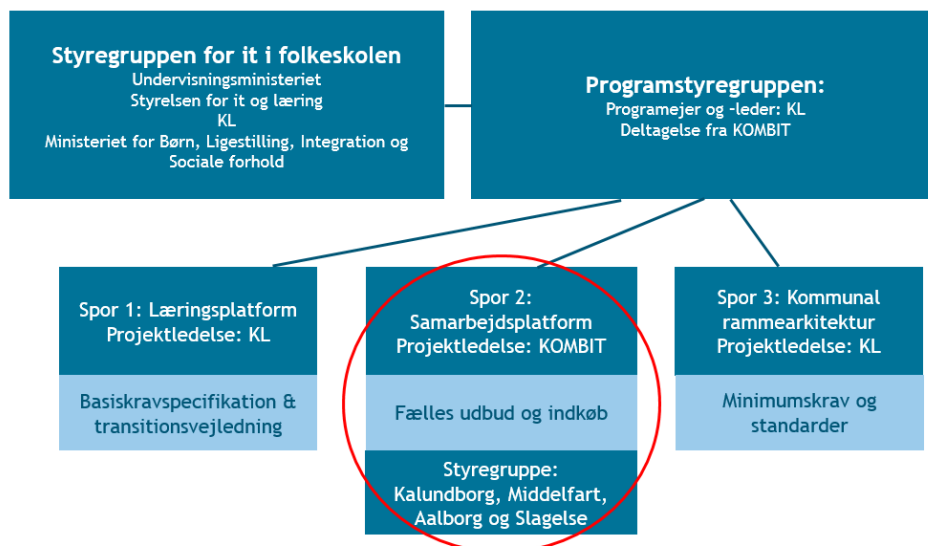 Styregruppen for it i folkeskolen
Undervisningsministeriet
Styrelsen for it og læring
KL
Ministeriet for Børn, Ligestilling, Integration og
Sociale forhold
Programstyregruppen:
Programejer og -leder: KL
Deltagelse fra KOMBIT
Spor 1: Læringsplatform
Projektledelse: KL
Basiskravspecifikation &
transitionsvejledning
Spor 2:
Samarbejdsplatform
Projektledelse: KOMBIT
Fælles udbud og indkøb
Styregruppe:
Kalundborg, Middelfart,
Aalborg og Slagelse
Spor 3: Kommunal
rammearkitektur
Projektledelse: KL
Minimumskrav og
standarder